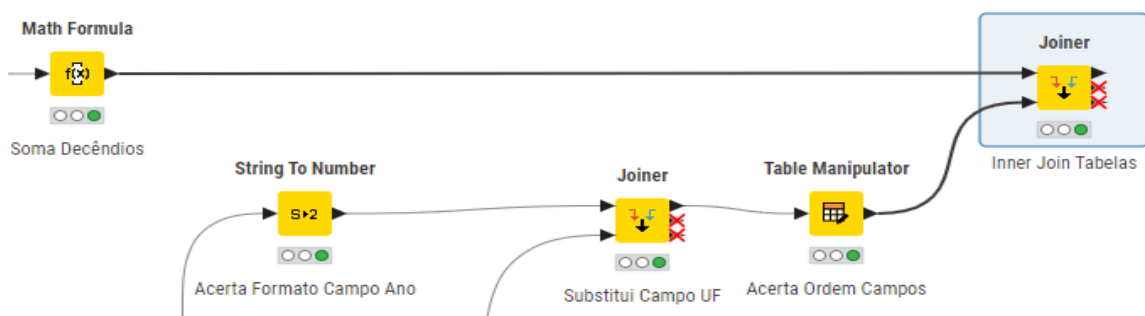 Math Formula
f(x)
Soma Decêndios
String To Number
S▸2
Acerta Formato Campo Ano
Joiner
Substitui Campo UF
Table Manipulator
Acerta Ordem Campos
Joiner
Inner Join Tabelas